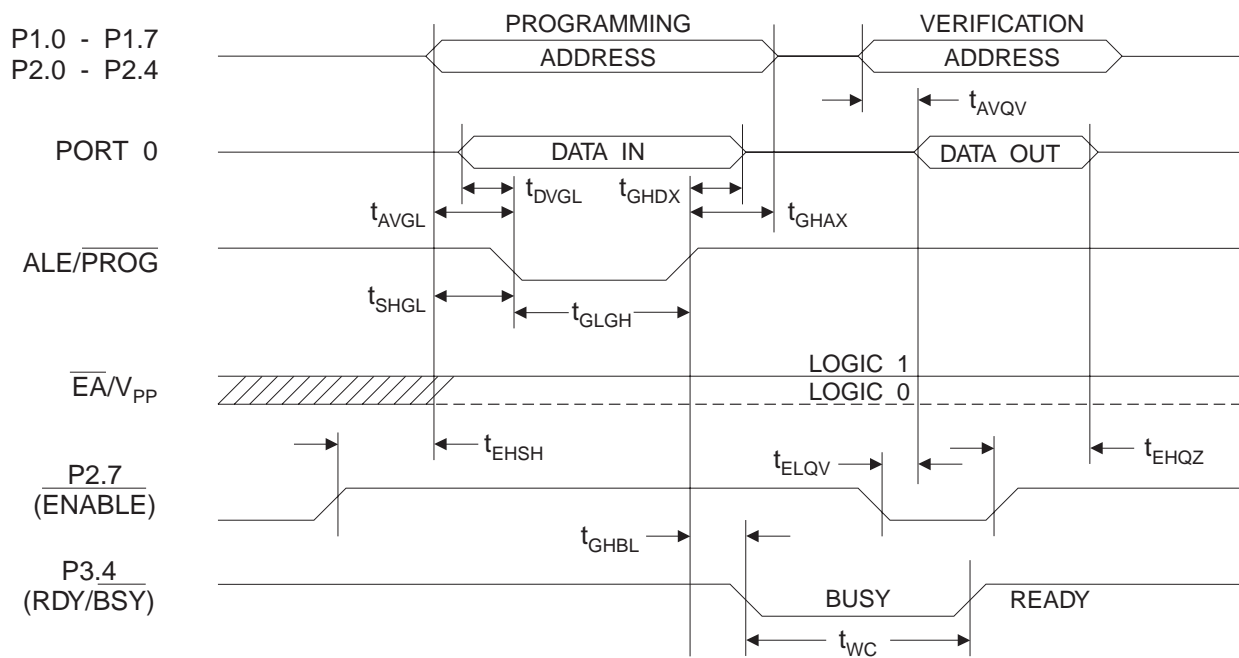 PROGRAMMING VERIFICATION
P1.0 - P1.7
P2.0 - P2.4
ADDRESS ADDRESS
tAVQV
PORT 0 DATA IN DATA OUT
tDVGL tGHDX
tAVGL tGHAX
ALE/PROG
tSHGL tGLGH
LOGIC 1
EA/VPP
LOGIC 0
tEHSH tELQV tEHQZ
P2.7
(ENABLE)
tGHBL
P3.4
(RDY/BSY) BUSY READY
tWC